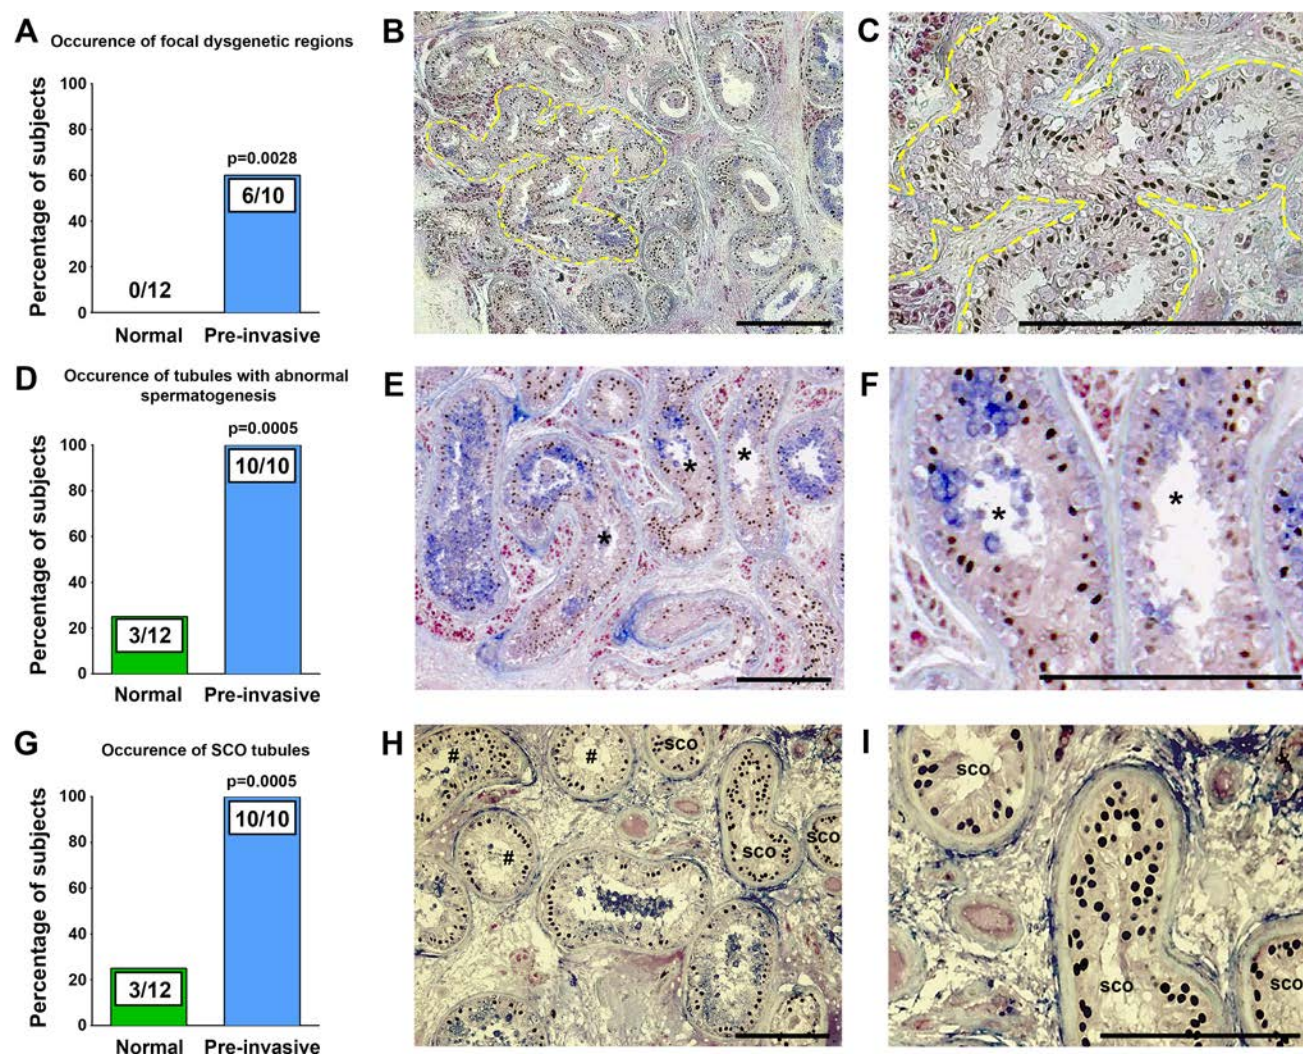 A
Occurence of focal dysgenetic regions
Percentage of subjects
100
80
60
40
20
0
p=0.0028
6/10
0/12
Normal
Pre-invasive
B
C
D
Occurence of tubules with abnormal
spermatogenesis
Percentage of subjects
100
80
60
40
20
0
p=0.0005
10/10
3/12
Normal
Pre-invasive
E
*
*
*
F
*
*
G
Occurence of SCO tubules
Percentage of subjects
100
80
60
40
20
0
p=0.0005
10/10
3/12
Normal
Pre-invasive
H
#
#
sco
#
sco
sco
I
sco
sco
sco